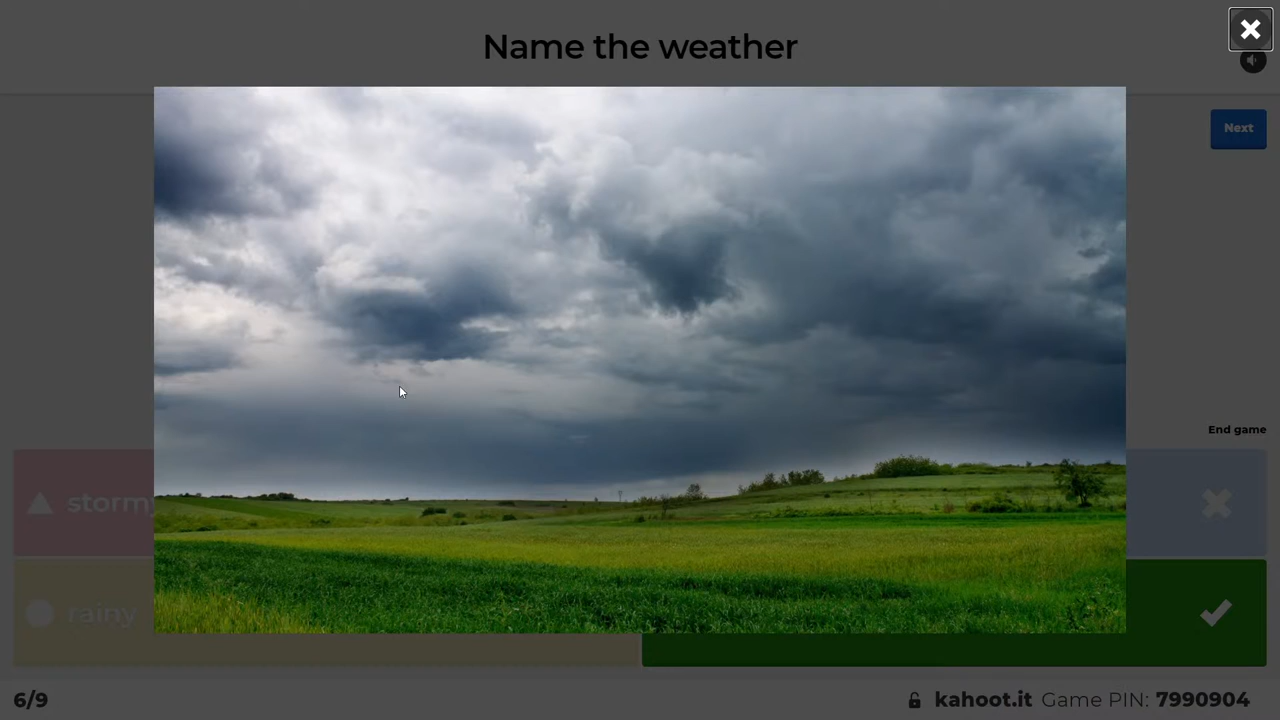 Name the weather
Next
End game
stormy
rainy
6/9
kahoot.it Game PIN: 7990904